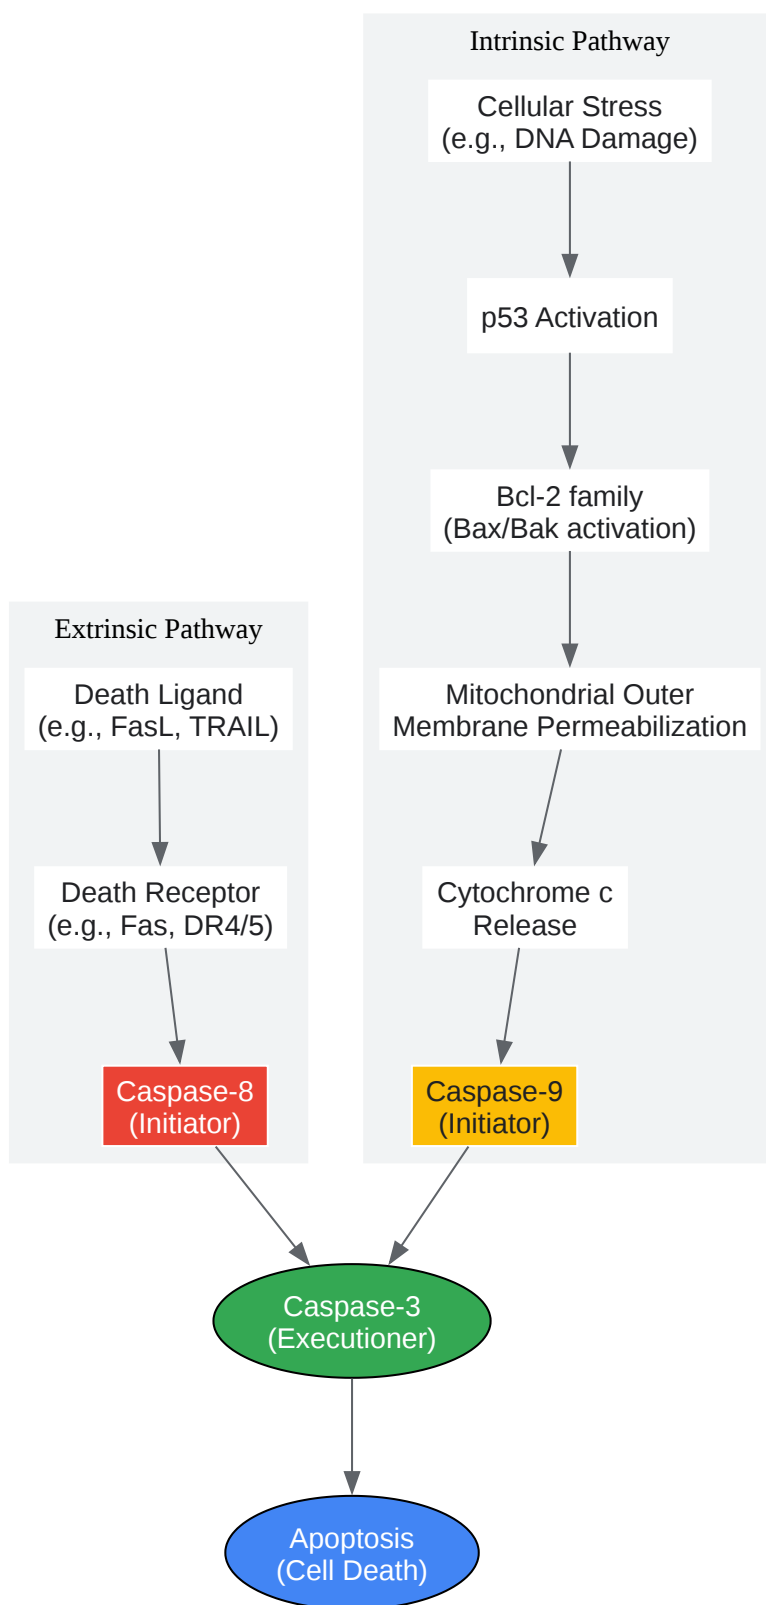 Intrinsic Pathway
Cellular Stress
(e.g., DNA Damage)
p53 Activation
Bcl-2 family
(Bax/Bak activation)
Mitochondrial Outer
Membrane Permeabilization
Cytochrome c
Release
Caspase-9
(Initiator)
Extrinsic Pathway
Death Ligand
(e.g., FasL, TRAIL)
Death Receptor
(e.g., Fas, DR4/5)
Caspase-8
(Initiator)
Caspase-3
(Executioner)
Apoptosis
(Cell Death)